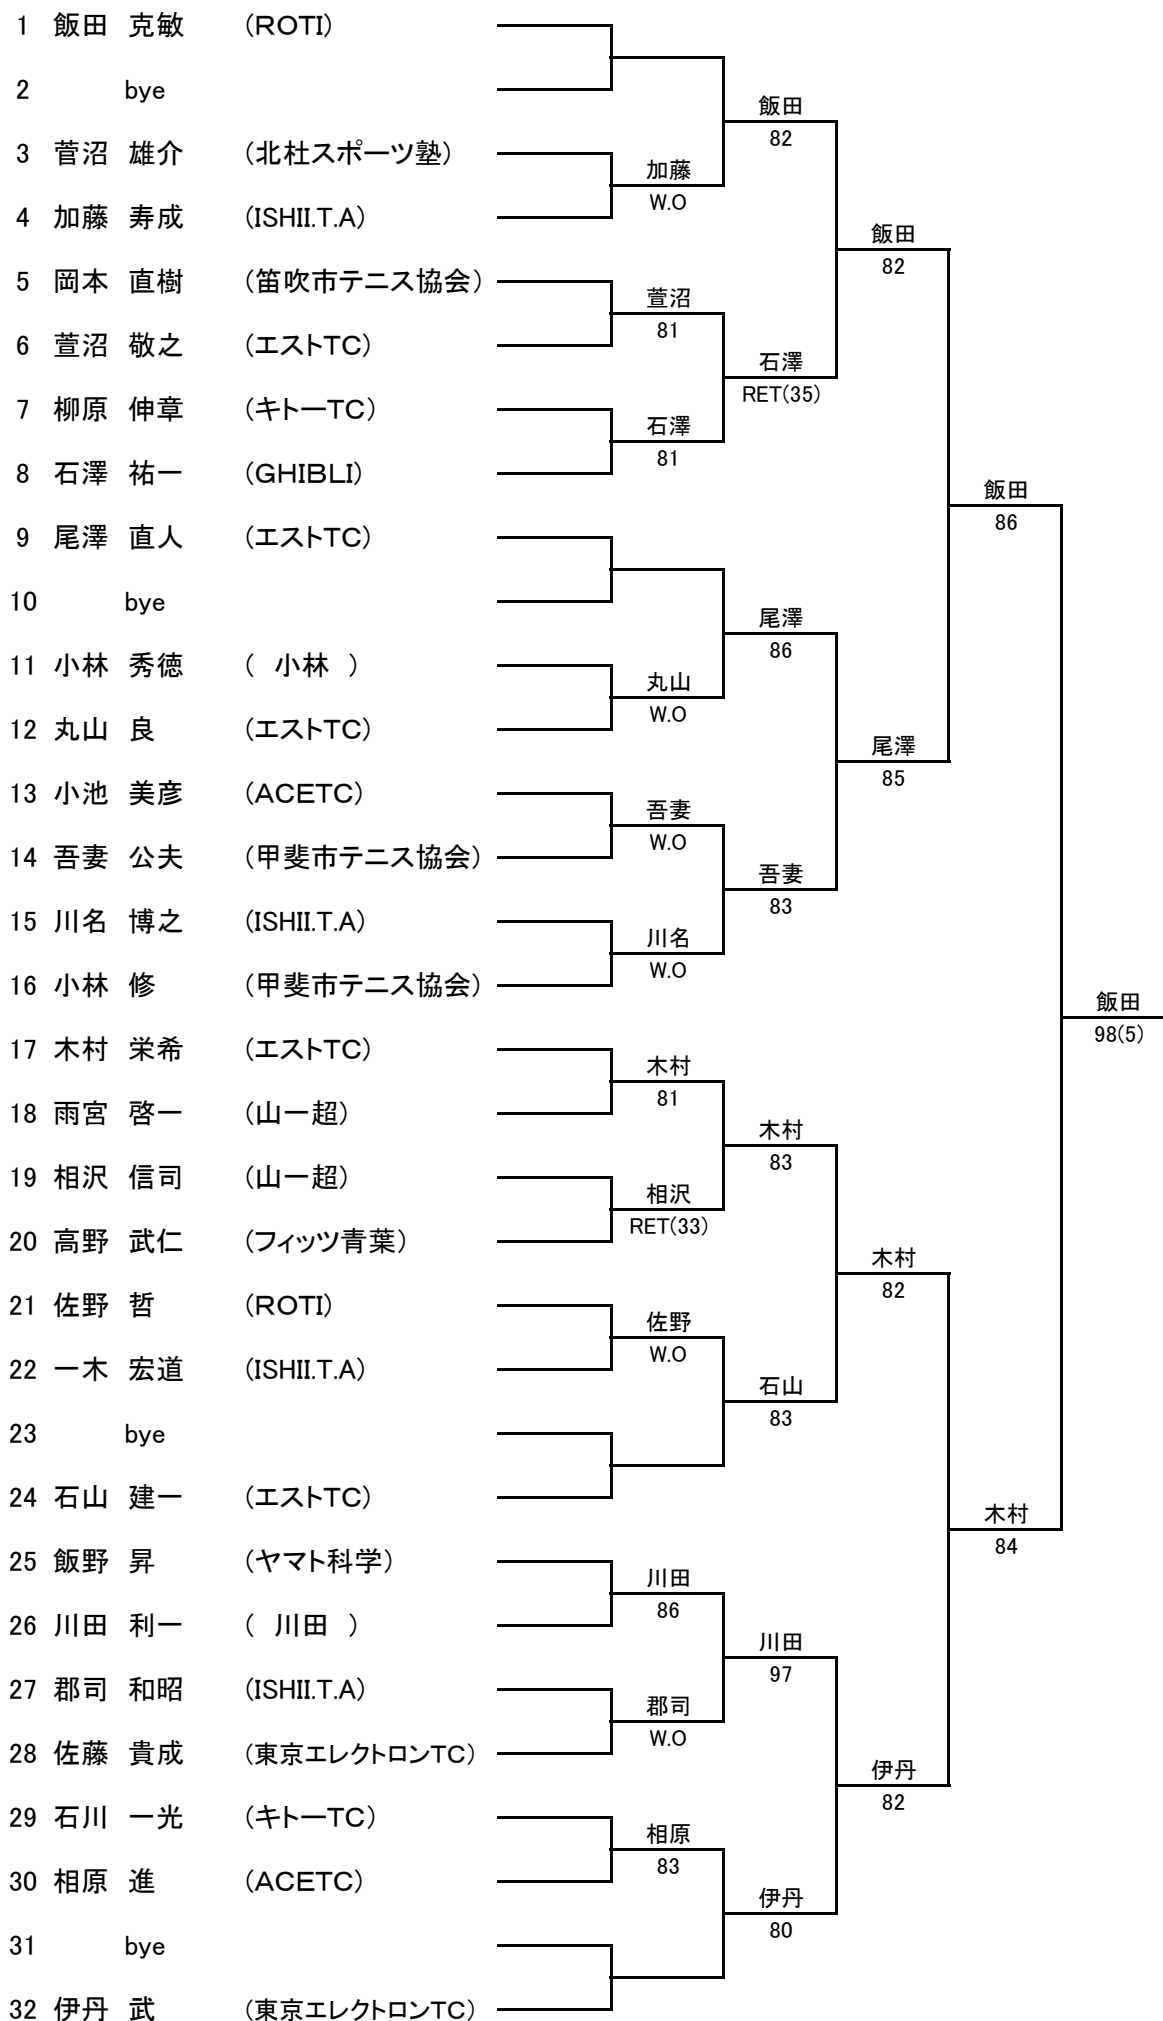 1 飯田 克敏 (ROTI)
2 bye
飯田
82
3 菅沼 雄介 (北杜スポーツ塾)
加藤
W.O
4 加藤 寿成 (ISHII.T.A)
飯田
82
5 岡本 直樹 (笛吹市テニス協会)
萱沼
81
6 萱沼 敬之 (エストTC)
石澤
RET(35)
7 柳原 伸章 (キトーTC)
石澤
81
8 石澤 祐一 (GHIBLI)
飯田
86
9 尾澤 直人 (エストTC)
10 bye
尾澤
86
11 小林 秀徳 ( 小林 )
丸山
W.O
12 丸山 良 (エストTC)
尾澤
85
13 小池 美彦 (ACETC)
吾妻
W.O
14 吾妻 公夫 (甲斐市テニス協会)
吾妻
83
15 川名 博之 (ISHII.T.A)
川名
W.O
16 小林 修 (甲斐市テニス協会)
飯田
98(5)
17 木村 栄希 (エストTC)
木村
81
18 雨宮 啓一 (山一超)
木村
83
19 相沢 信司 (山一超)
相沢
RET(33)
20 高野 武仁 (フィッツ青葉)
木村
82
21 佐野 哲 (ROTI)
佐野
W.O
22 一木 宏道 (ISHII.T.A)
石山
83
23 bye
24 石山 建一 (エストTC)
木村
84
25 飯野 昇 (ヤマト科学)
川田
86
26 川田 利一 ( 川田 )
川田
97
27 郡司 和昭 (ISHII.T.A)
郡司
W.O
28 佐藤 貴成 (東京エレクトロンTC)
伊丹
82
29 石川 一光 (キトーTC)
相原
83
30 相原 進 (ACETC)
伊丹
80
31 bye
32 伊丹 武 (東京エレクトロンTC)